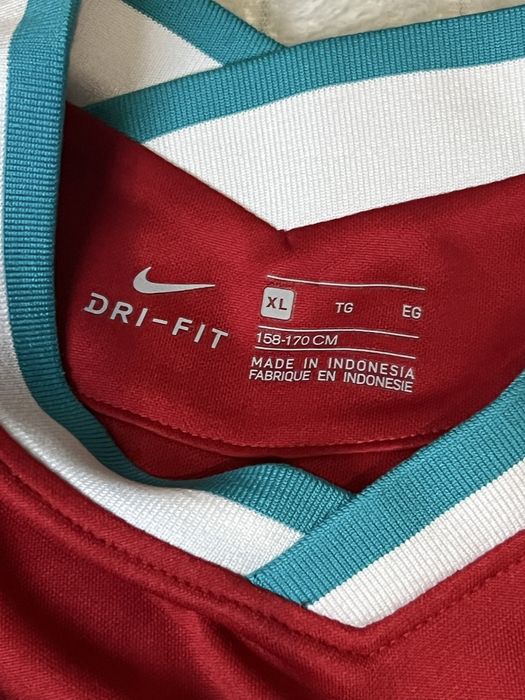 DRI-FIT
XL TG EG
158-170 CM
MADE IN INDONESIA
FABRIQUE EN INDONESIE